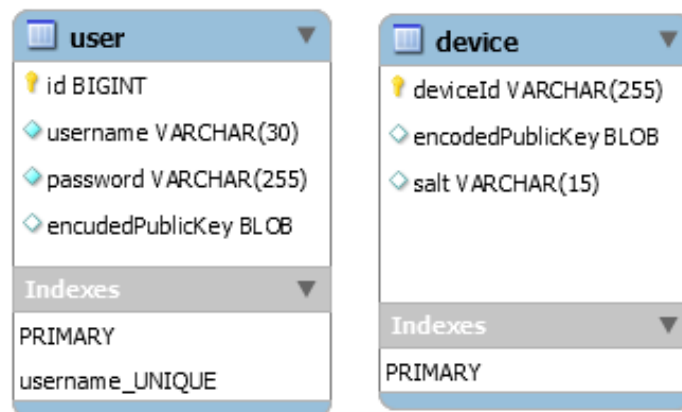 user
id BIGINT
username VARCHAR(30)
password VARCHAR(255)
encudedPublicKey BLOB
Indexes
PRIMARY
username_UNIQUE
device
deviceId VARCHAR(255)
encodedPublicKey BLOB
salt VARCHAR(15)
Indexes
PRIMARY